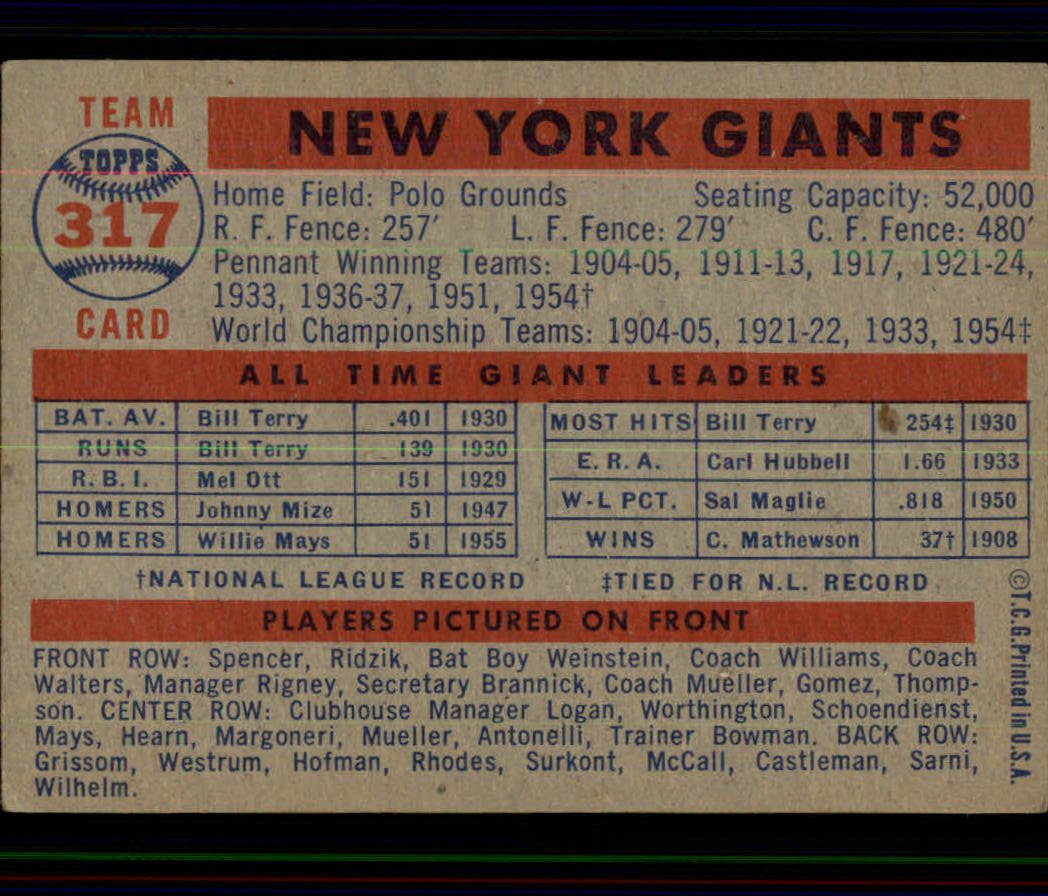 TEAM
TOPPS
317
CARD
NEW YORK GIANTS
Home Field: Polo Grounds Seating Capacity: 52,000
R. F. Fence: 257′ L. F. Fence: 279′ C. F. Fence: 480′
Pennant Winning Teams: 1904-05, 1911-13, 1917, 1921-24,
1933, 1936-37, 1951, 1954†
World Championship Teams: 1904-05, 1921-22, 1933, 1954‡
ALL TIME GIANT LEADERS
BAT. AV. Bill Terry .401 1930
RUNS Bill Terry 139 1930
R. B. I. Mel Ott 151 1929
HOMERS Johnny Mize 51 1947
HOMERS Willie Mays 51 1955
MOST HITS Bill Terry 254‡ 1930
E. R. A. Carl Hubbell 1.66 1933
W-L PCT. Sal Maglie .818 1950
WINS C. Mathewson 37† 1908
†NATIONAL LEAGUE RECORD ‡TIED FOR N.L. RECORD
PLAYERS PICTURED ON FRONT
FRONT ROW: Spencer, Ridzik, Bat Boy Weinstein, Coach Williams, Coach
Walters, Manager Rigney, Secretary Brannick, Coach Mueller, Gomez, Thomp-
son. CENTER ROW: Clubhouse Manager Logan, Worthington, Schoendienst,
Mays, Hearn, Margoneri, Mueller, Antonelli, Trainer Bowman. BACK ROW:
Grissom, Westrum, Hofman, Rhodes, Surkont, McCall, Castleman, Sarni,
Wilhelm.
©T.C.G. Printed in U.S.A.